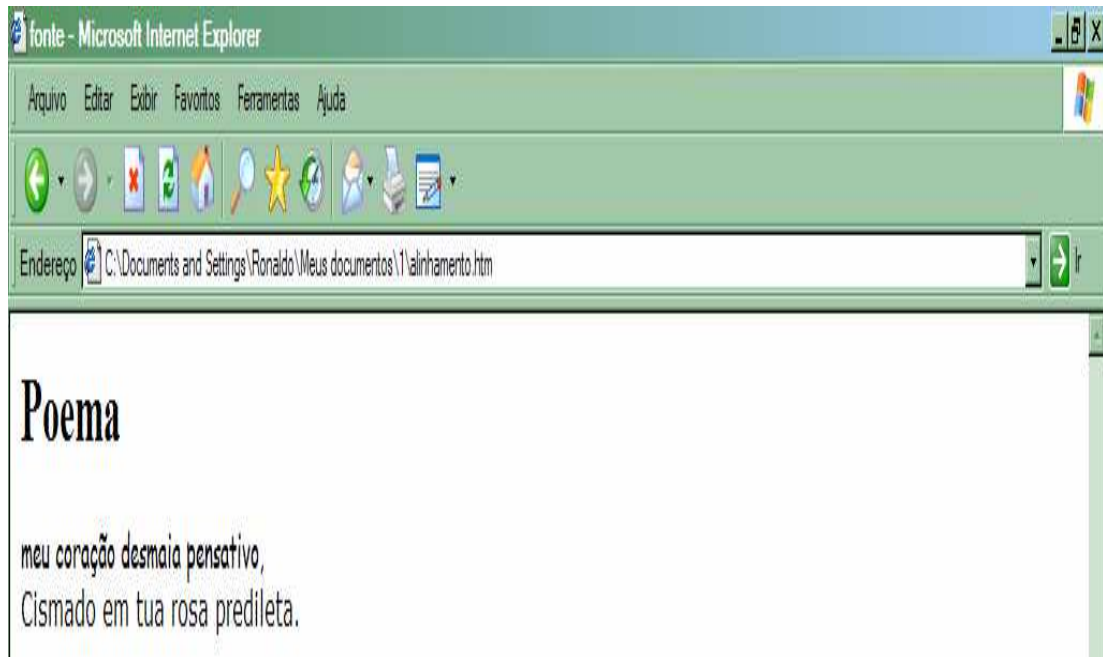 fonte - Microsoft Internet Explorer
Arquivo Editar Exibir Favoritos Ferramentas Ajuda
Endereço C:\Documents and Settings\Ronaldo\Meus documentos\1\alinhamento.htm Ir
Poema
meu coração desmaia pensativo,
Cismado em tua rosa predileta.